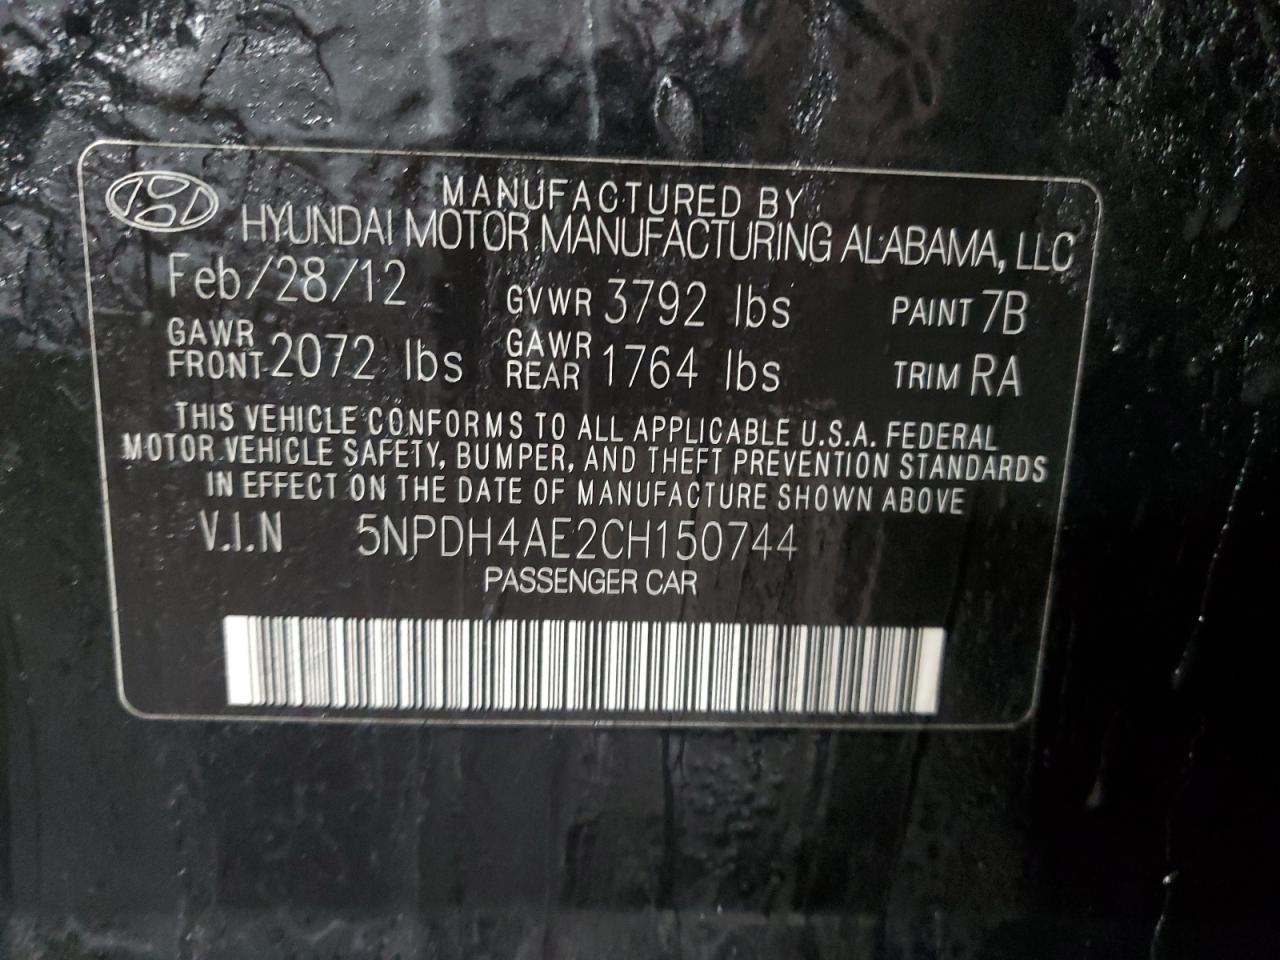 MANUFACTURED BY
HYUNDAI MOTOR MANUFACTURING ALABAMA, LLC
Feb/28/12 GVWR 3792 lbs PAINT 7B
GAWR FRONT 2072 lbs GAWR REAR 1764 lbs TRIM RA
THIS VEHICLE CONFORMS TO ALL APPLICABLE U.S.A. FEDERAL
MOTOR VEHICLE SAFETY, BUMPER, AND THEFT PREVENTION STANDARDS
IN EFFECT ON THE DATE OF MANUFACTURE SHOWN ABOVE
V.I.N 5NPDH4AE2CH150744
PASSENGER CAR